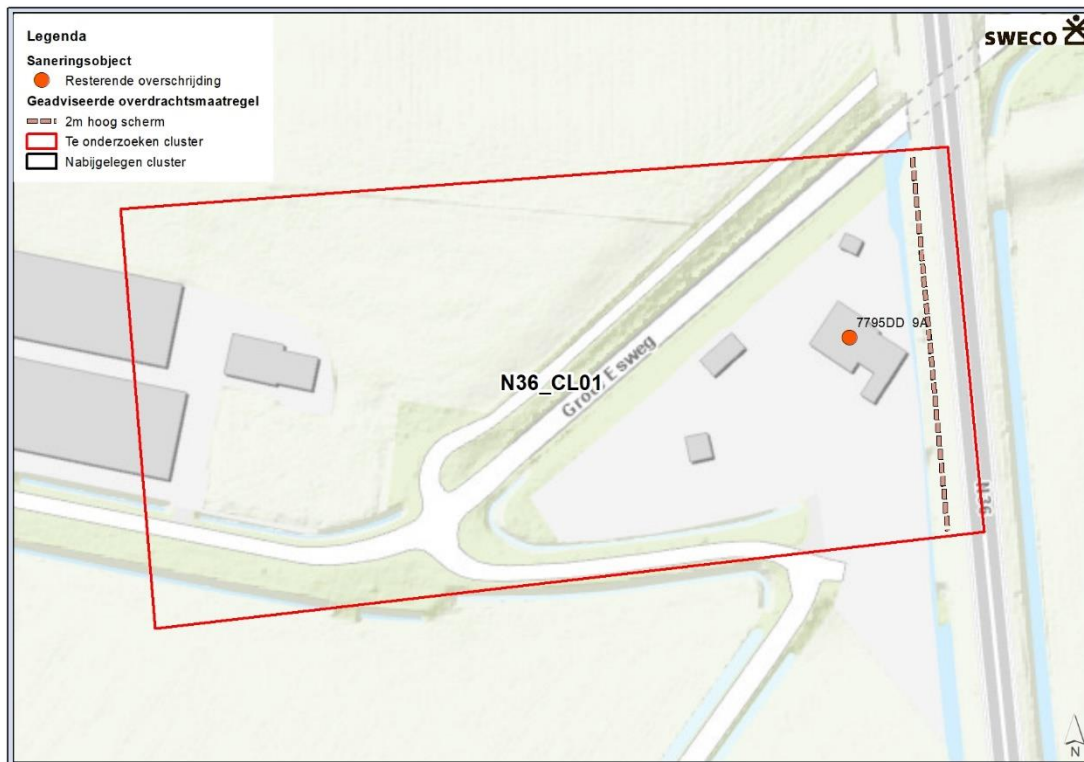 Legenda
Saneringsobject
Resterende overschrijding
Geadviseerde overdrachtsmaatregel
2m hoog scherm
Te onderzoeken cluster
Nabijgelegen cluster
SWECO
7795DD 9A
N36_CL01
Grote Esweg
N36
N